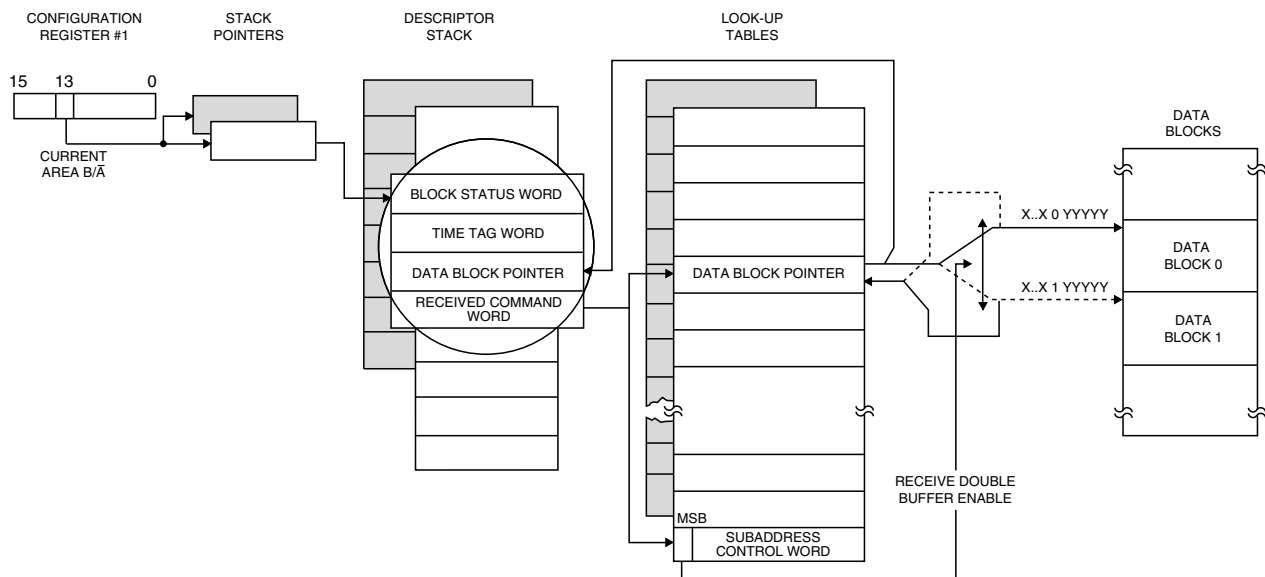 CONFIGURATION
REGISTER #1
STACK
POINTERS
DESCRIPTOR
STACK
LOOK-UP
TABLES
DATA
BLOCKS
15 13 0
CURRENT
AREA B/A̅
BLOCK STATUS WORD
TIME TAG WORD
DATA BLOCK POINTER
RECEIVED COMMAND
WORD
DATA BLOCK POINTER
X..X 0 YYYYY
DATA
BLOCK 0
X..X 1 YYYYY
DATA
BLOCK 1
RECEIVE DOUBLE
BUFFER ENABLE
MSB
SUBADDRESS
CONTROL WORD